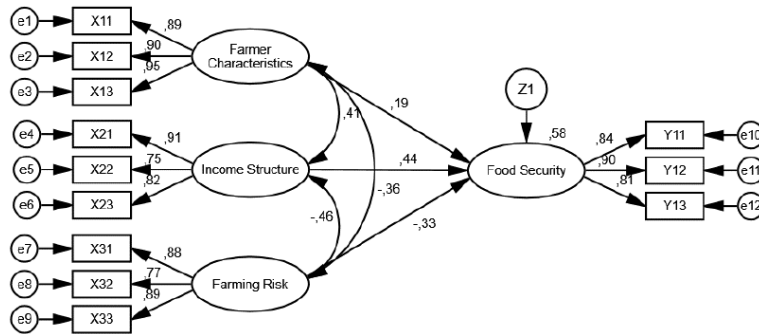 e1
X11
,89
e2
X12
,90
e3
X13
,95
Farmer
Characteristics
e4
X21
,91
e5
X22
,75
e6
X23
,82
Income Structure
e7
X31
,88
e8
X32
,77
e9
X33
,89
Farming Risk
,41
-,46
-,36
,19
,44
-,33
Z1
,58
Food Security
,84
Y11
e10
,90
Y12
e11
,81
Y13
e12